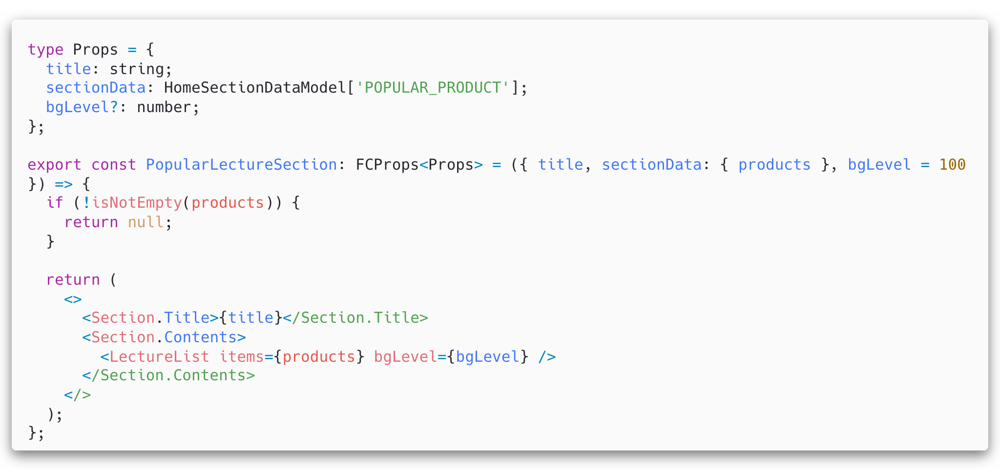 type Props = {
  title: string;
  sectionData: HomeSectionDataModel['POPULAR_PRODUCT'];
  bgLevel?: number;
};

export const PopularLectureSection: FCProps<Props> = ({ title, sectionData: { products }, bgLevel = 100
}) => {
  if (!isNotEmpty(products)) {
    return null;
  }

  return (
    <>
      <Section.Title>{title}</Section.Title>
      <Section.Contents>
        <LectureList items={products} bgLevel={bgLevel} />
      </Section.Contents>
    </>
  );
};